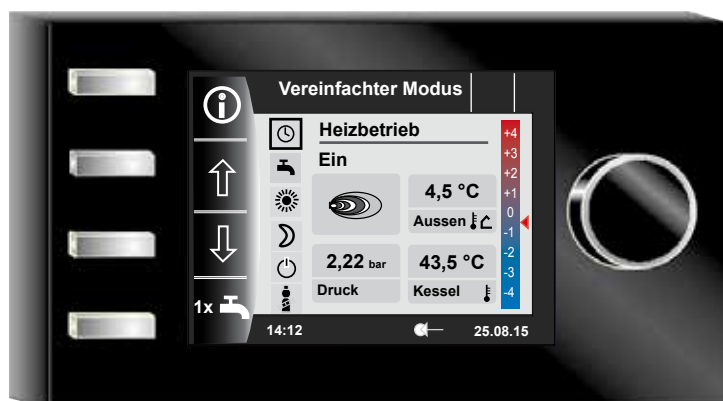 Vereinfachter Modus
Heizbetrieb
Ein
4,5 °C
Aussen
2,22 bar
43,5 °C
Druck
Kessel
+4
+3
+2
+1
0
-1
-2
-3
-4
1x
14:12
25.08.15